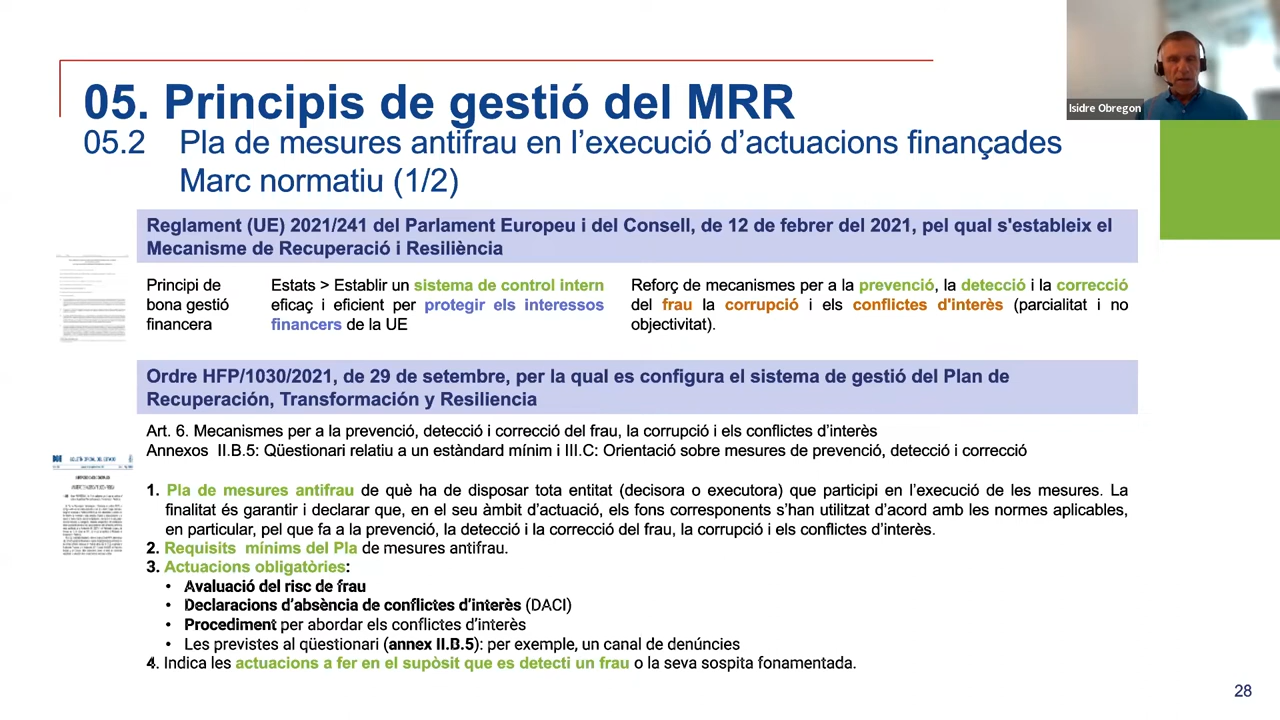 Isidre Obregon
05. Principis de gestió del MRR
05.2 Pla de mesures antifrau en l'execució d'actuacions finançades
Marc normatiu (1/2)
Reglament (UE) 2021/241 del Parlament Europeu i del Consell, de 12 de febrer del 2021, pel qual s'estableix el
Mecanisme de Recuperació i Resiliència
Principi de
bona gestió
financera
Estats > Establir un sistema de control intern
eficaç i eficient per protegir els interessos
financers de la UE
Reforç de mecanismes per a la prevenció, la detecció i la correcció
del frau la corrupció i els conflictes d'interès (parcialitat i no
objectivitat).
Ordre HFP/1030/2021, de 29 de setembre, per la qual es configura el sistema de gestió del Plan de
Recuperación, Transformación y Resiliencia
Art. 6. Mecanismes per a la prevenció, detecció i correcció del frau, la corrupció i els conflictes d'interès
Annexos II.B.5: Qüestionari relatiu a un estàndard mínim i III.C: Orientació sobre mesures de prevenció, detecció i correcció
1. Pla de mesures antifrau de què ha de disposar tota entitat (decisora o executora) que participi en l'execució de les mesures. La
finalitat és garantir i declarar que, en el seu àmbit d'actuació, els fons corresponents s'han utilitzat d'acord amb les normes aplicables,
en particular, pel que fa a la prevenció, la detecció i la correcció del frau, la corrupció i els conflictes d'interès.
2. Requisits mínims del Pla de mesures antifrau.
3. Actuacions obligatòries:
• Avaluació del risc de frau
• Declaracions d'absència de conflictes d'interès (DACI)
• Procediment per abordar els conflictes d'interès
• Les previstes al qüestionari (annex II.B.5): per exemple, un canal de denúncies
4. Indica les actuacions a fer en el supòsit que es detecti un frau o la seva sospita fonamentada.
28